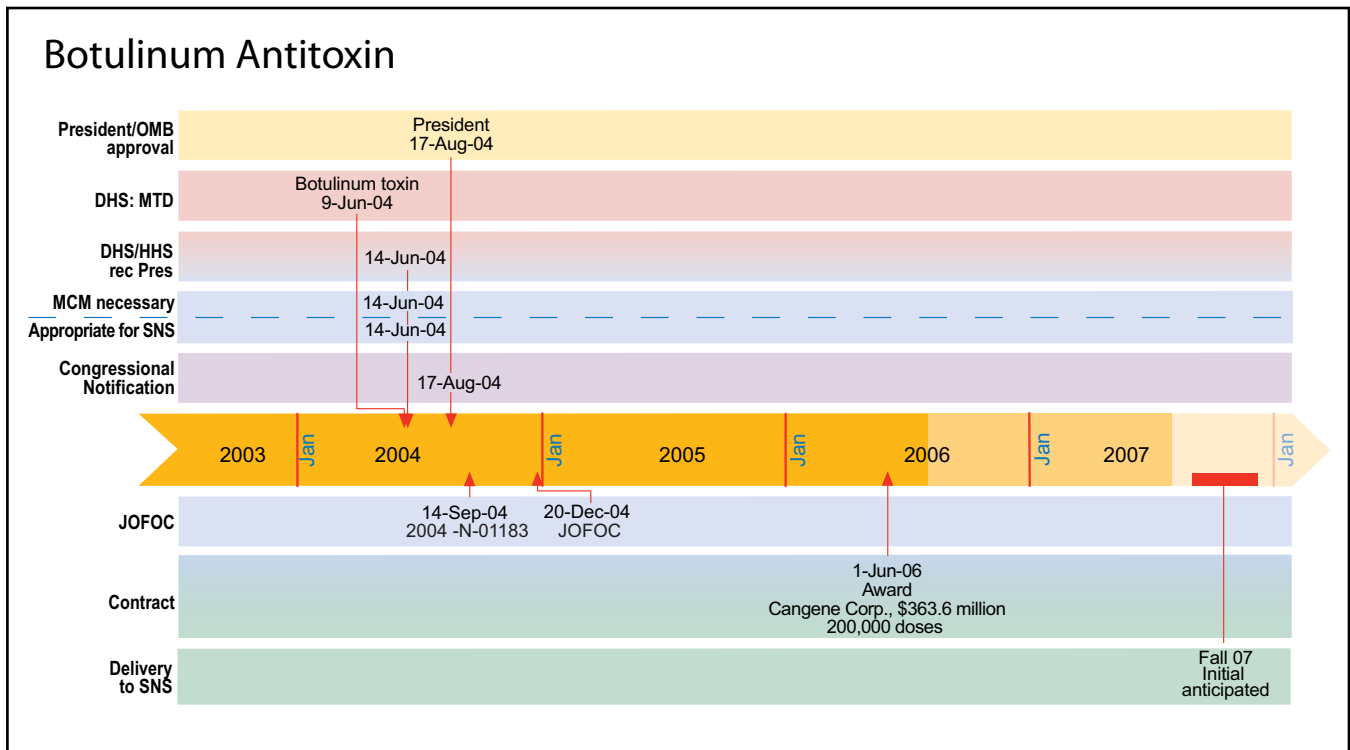 Botulinum Antitoxin
President/OMB
approval
President
17-Aug-04
DHS: MTD
Botulinum toxin
9-Jun-04
DHS/HHS
rec Pres
14-Jun-04
MCM necessary
14-Jun-04
Appropriate for SNS
14-Jun-04
Congressional
Notification
17-Aug-04
2003
Jan
2004
Jan
2005
Jan
2006
Jan
2007
Jan
JOFOC
14-Sep-04
2004 -N-01183
20-Dec-04
JOFOC
Contract
1-Jun-06
Award
Cangene Corp., $363.6 million
200,000 doses
Delivery
to SNS
Fall 07
Initial
anticipated